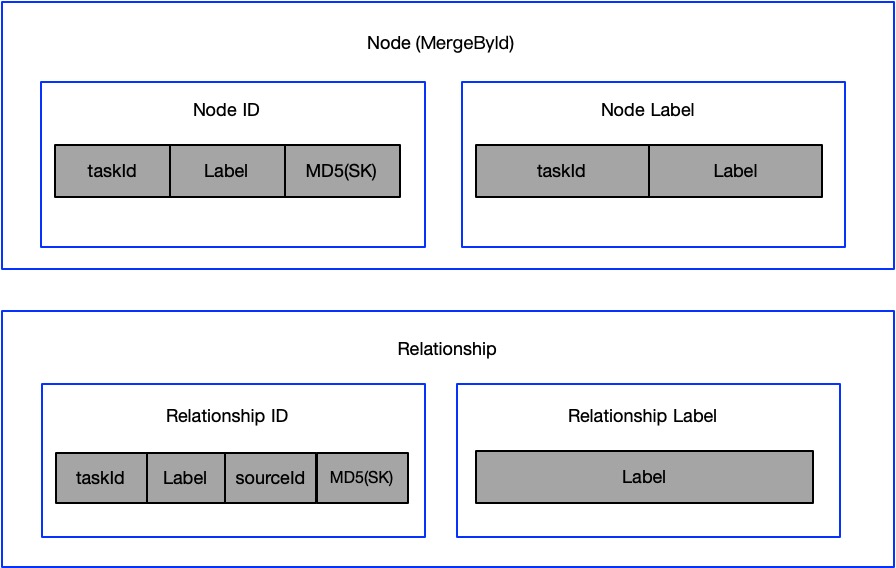 Node (MergeById)
Node ID
taskId Label MD5(SK)
Node Label
taskId Label
Relationship
Relationship ID
taskId Label sourceId MD5(SK)
Relationship Label
Label